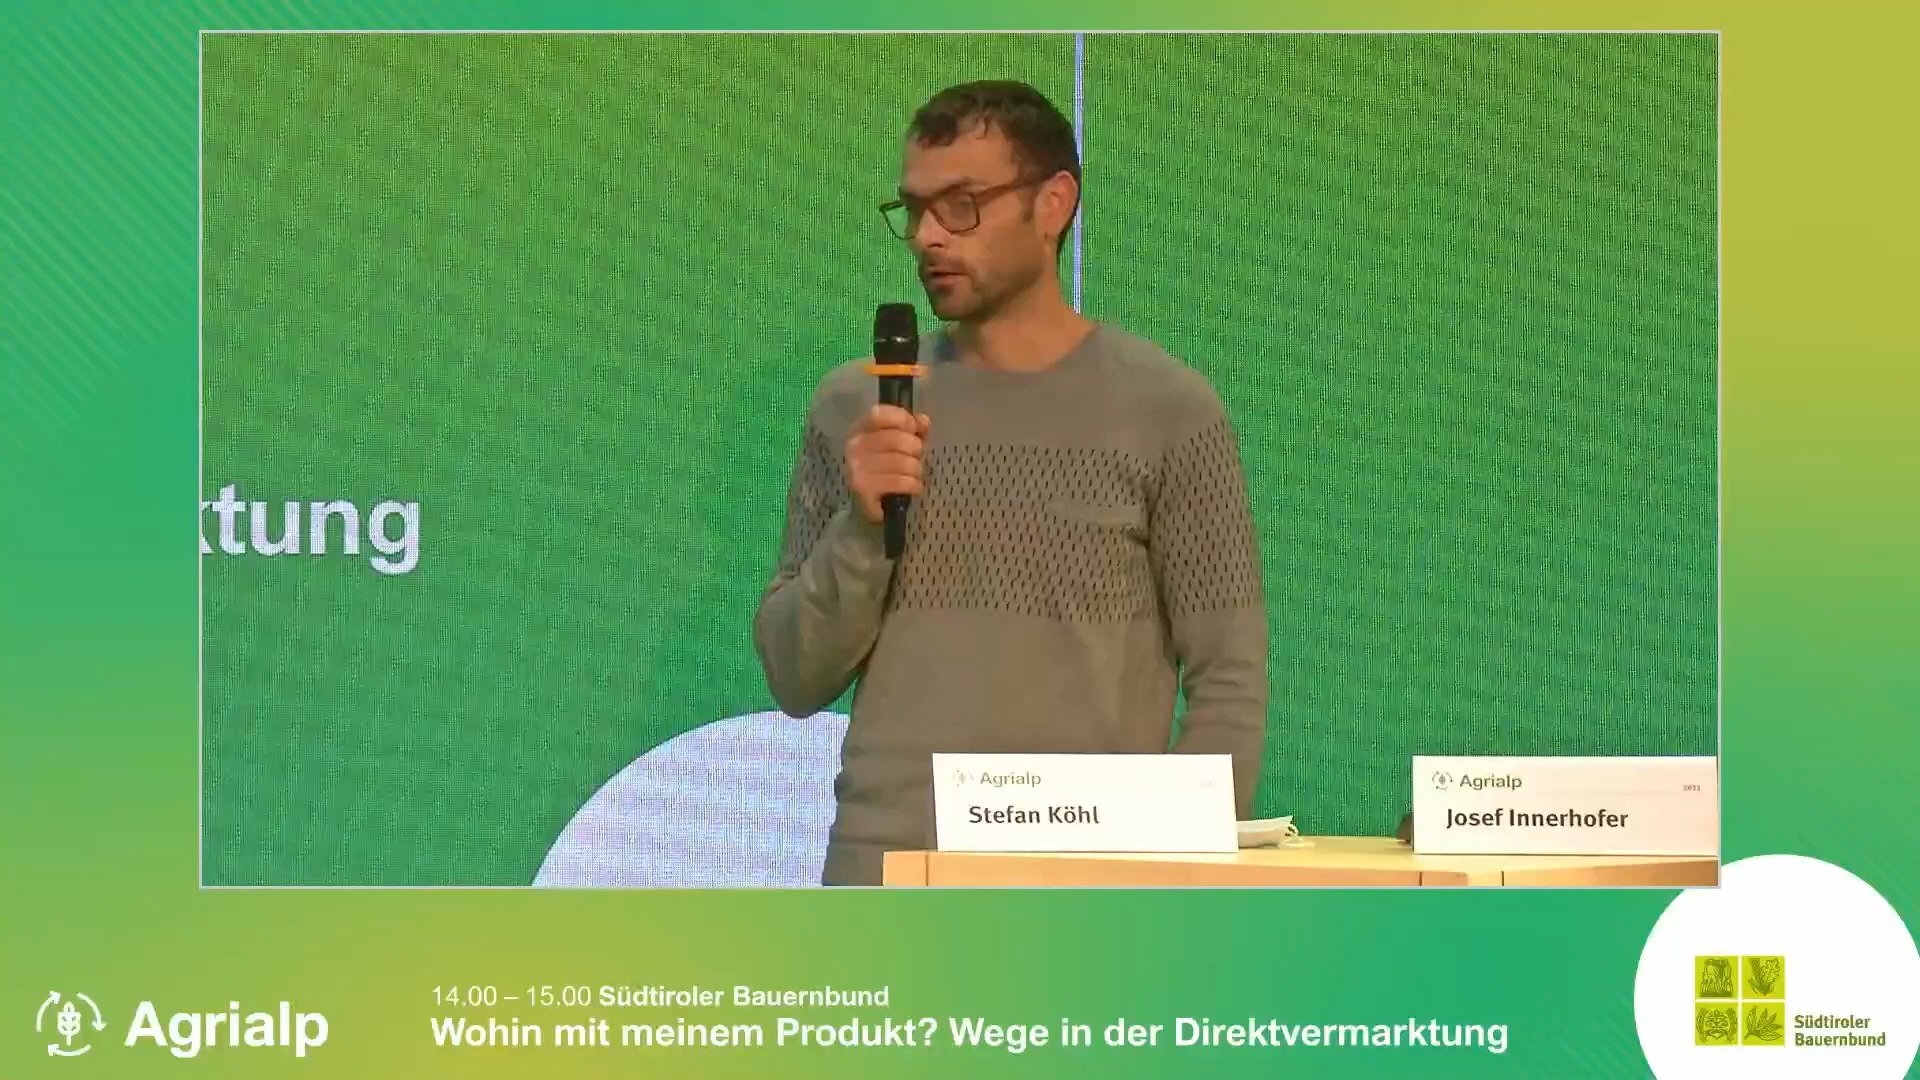 ktung
Agrialp
Stefan Köhl
Agrialp
2021
Josef Innerhofer
Agrialp
14.00 – 15.00 Südtiroler Bauernbund
Wohin mit meinem Produkt? Wege in der Direktvermarktung
Südtiroler
Bauernbund